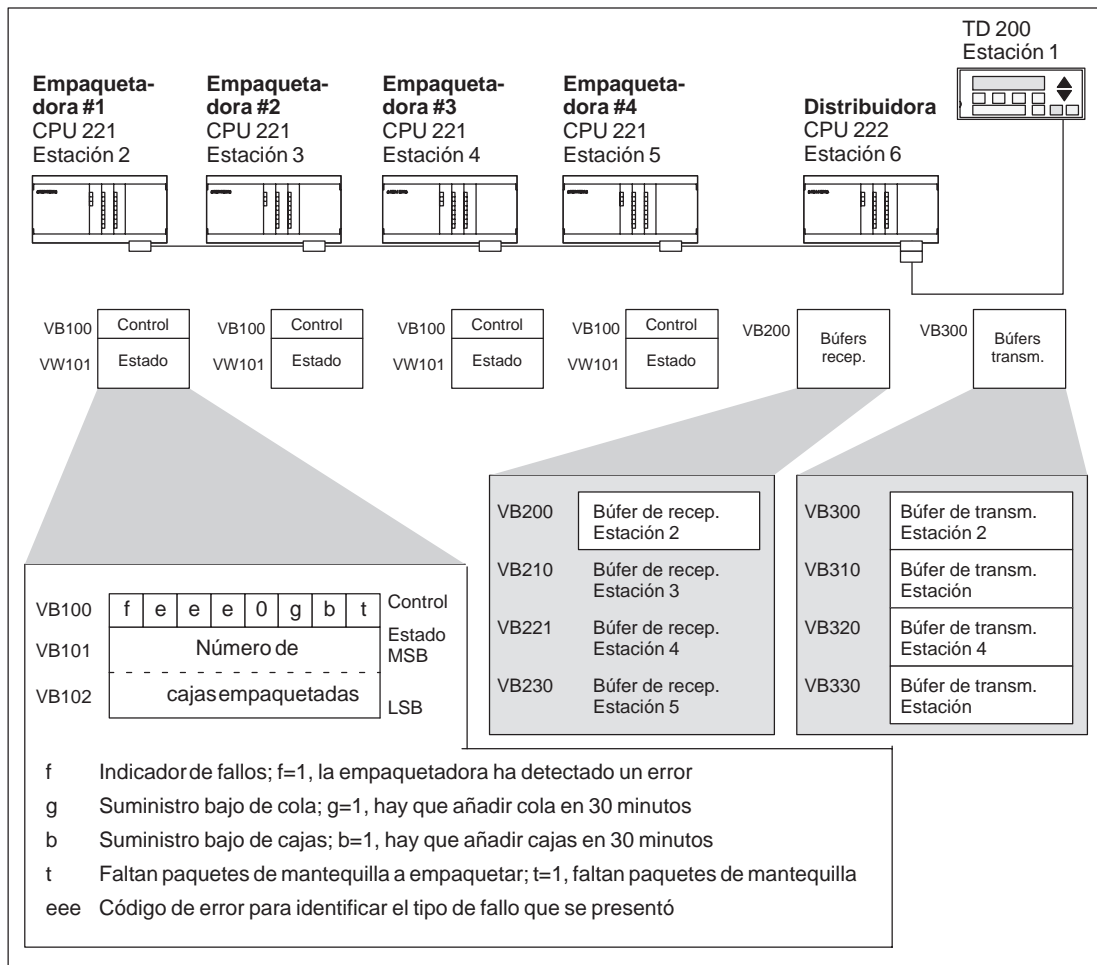 TD 200
Estación 1
Empaqueta-
dora #1
CPU 221
Estación 2
Empaqueta-
dora #2
CPU 221
Estación 3
Empaqueta-
dora #3
CPU 221
Estación 4
Empaqueta-
dora #4
CPU 221
Estación 5
Distribuidora
CPU 222
Estación 6
VB100 Control
VW101 Estado
VB100 Control
VW101 Estado
VB100 Control
VW101 Estado
VB100 Control
VW101 Estado
VB200 Búfers
recep.
VB300 Búfers
transm.
VB200 Búfer de recep.
Estación 2
VB210 Búfer de recep.
Estación 3
VB221 Búfer de recep.
Estación 4
VB230 Búfer de recep.
Estación 5
VB300 Búfer de transm.
Estación 2
VB310 Búfer de transm.
Estación
VB320 Búfer de transm.
Estación 4
VB330 Búfer de transm.
Estación
VB100 f e e e 0 g b t Control
VB101 Número de Estado
MSB
VB102 cajas empaquetadas LSB
f Indicador de fallos; f=1, la empaquetadora ha detectado un error
g Suministro bajo de cola; g=1, hay que añadir cola en 30 minutos
b Suministro bajo de cajas; b=1, hay que añadir cajas en 30 minutos
t Faltan paquetes de mantequilla a empaquetar; t=1, faltan paquetes de mantequilla
eee Código de error para identificar el tipo de fallo que se presentó